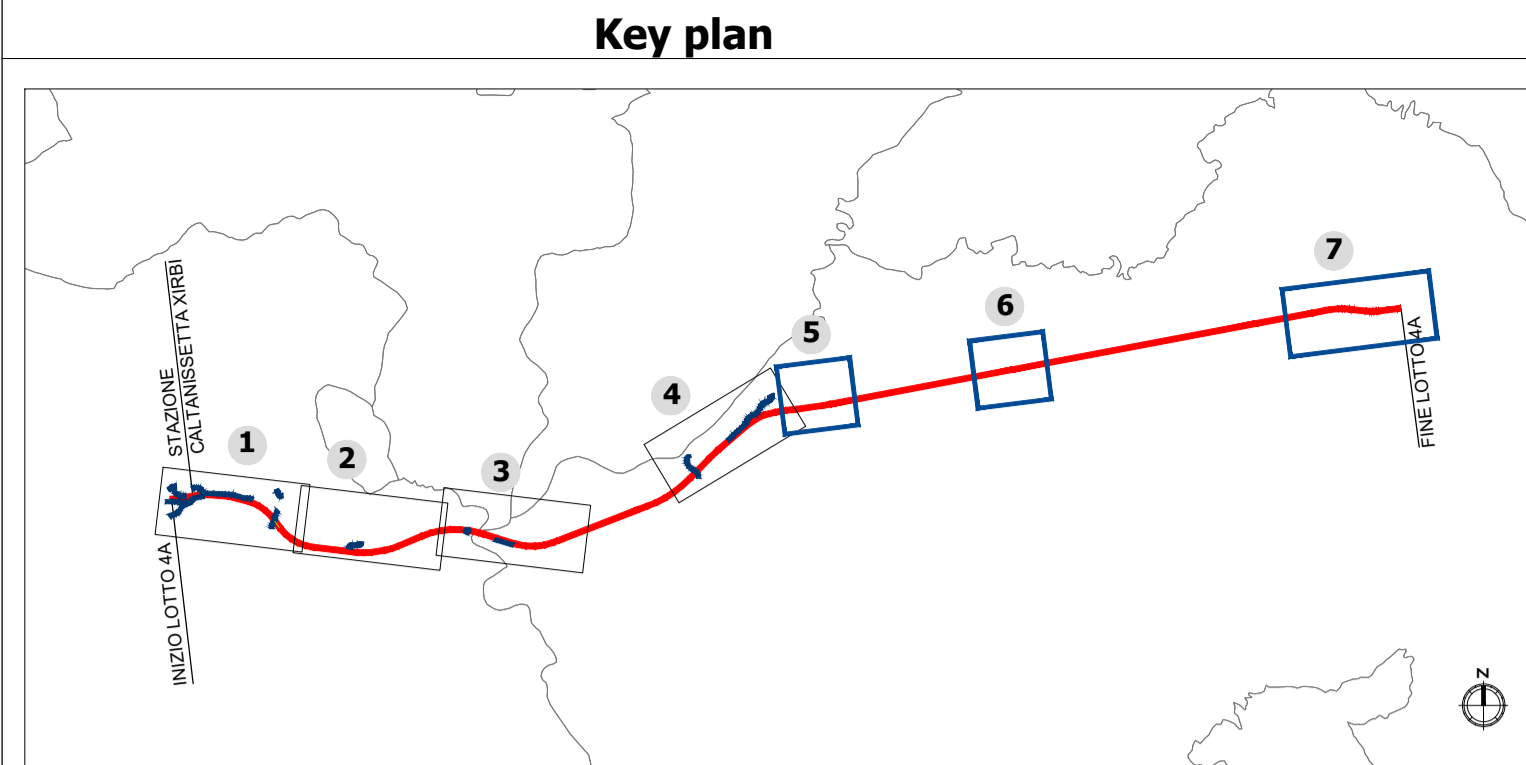 Key plan
STAZIONE
CALTANISSETTA XIRBI
INIZIO LOTTO 4A
1
2
3
4
5
6
7
FINE LOTTO 4A
N